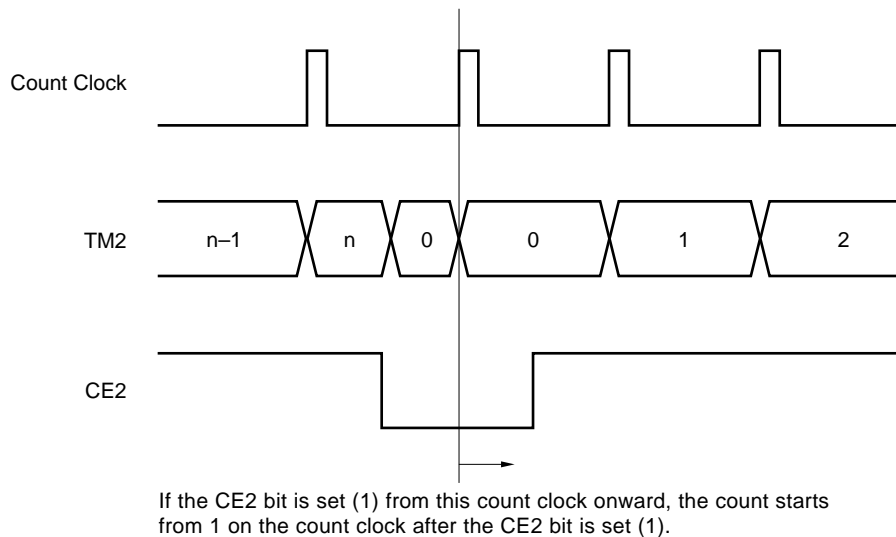 Count Clock
TM2
n–1
n
0
0
1
2
CE2
If the CE2 bit is set (1) from this count clock onward, the count starts
from 1 on the count clock after the CE2 bit is set (1).